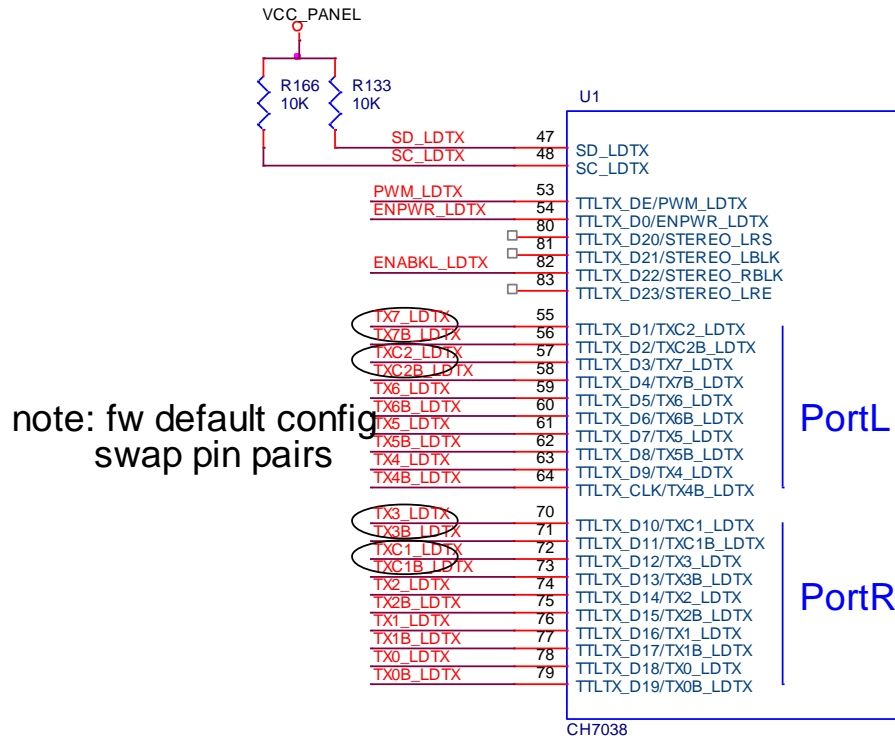 VCC_PANEL
R166
10K
R133
10K
U1
SD_LDTX 47 SD_LDTX
SC_LDTX 48 SC_LDTX
PWM_LDTX 53 TTLTX_DE/PWM_LDTX
ENPWR_LDTX 54 TTLTX_D0/ENPWR_LDTX
80 TTLTX_D20/STEREO_LRS
81 TTLTX_D21/STEREO_LBLK
ENABKL_LDTX 82 TTLTX_D22/STEREO_RBLK
83 TTLTX_D23/STEREO_LRE
TX7_LDTX 55 TTLTX_D1/TXC2_LDTX
TX7B_LDTX 56 TTLTX_D2/TXC2B_LDTX
TXC2_LDTX 57 TTLTX_D3/TX7_LDTX
TXC2B_LDTX 58 TTLTX_D4/TX7B_LDTX
TX6_LDTX 59 TTLTX_D5/TX6_LDTX
TX6B_LDTX 60 TTLTX_D6/TX6B_LDTX
TX5_LDTX 61 TTLTX_D7/TX5_LDTX
TX5B_LDTX 62 TTLTX_D8/TX5B_LDTX
TX4_LDTX 63 TTLTX_D9/TX4_LDTX
TX4B_LDTX 64 TTLTX_CLK/TX4B_LDTX
PortL
note: fw default config
swap pin pairs
TX3_LDTX 70 TTLTX_D10/TXC1_LDTX
TX3B_LDTX 71 TTLTX_D11/TXC1B_LDTX
TXC1_LDTX 72 TTLTX_D12/TX3_LDTX
TXC1B_LDTX 73 TTLTX_D13/TX3B_LDTX
TX2_LDTX 74 TTLTX_D14/TX2_LDTX
TX2B_LDTX 75 TTLTX_D15/TX2B_LDTX
TX1_LDTX 76 TTLTX_D16/TX1_LDTX
TX1B_LDTX 77 TTLTX_D17/TX1B_LDTX
TX0_LDTX 78 TTLTX_D18/TX0_LDTX
TX0B_LDTX 79 TTLTX_D19/TX0B_LDTX
PortR
CH7038